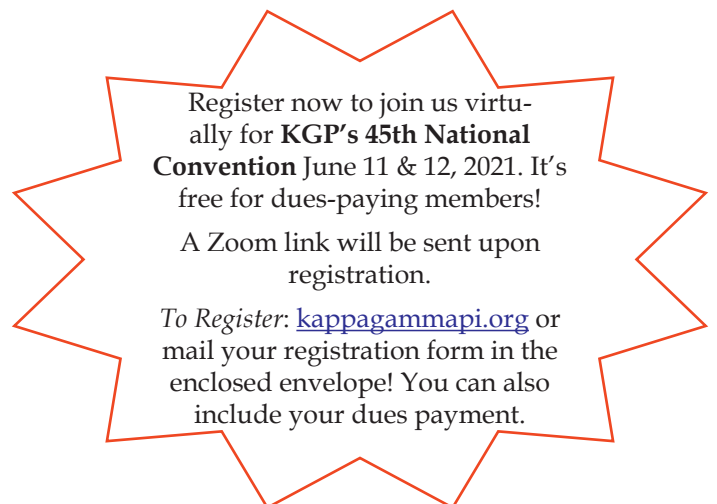 Register now to join us virtu-
ally for KGP's 45th National
Convention June 11 & 12, 2021. It's
free for dues-paying members!
A Zoom link will be sent upon
registration.
To Register: kappagammapi.org or
mail your registration form in the
enclosed envelope! You can also
include your dues payment.